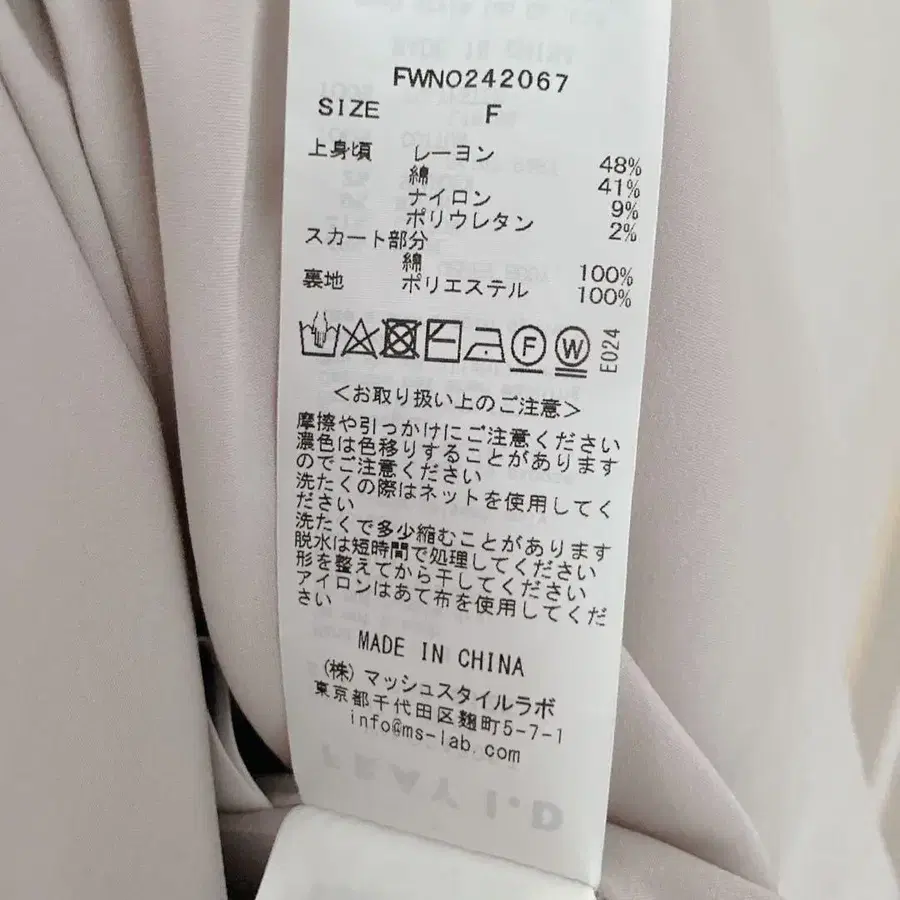 FWNO242067
SIZE F
上身頃 レーヨン 48%
綿 41%
ナイロン 9%
ポリウレタン 2%
スカート部分
綿 100%
裏地 ポリエステル 100%
F W E024
<お取り扱い上のご注意>
摩擦や引っかけにご注意ください
濃色は色移りすることがあります
のでご注意ください
洗たくの際はネットを使用してく
ださい
洗たくで多少縮むことがあります
脱水は短時間で処理してください
形を整えてから干してください
アイロンはあて布を使用してくだ
さい
MADE IN CHINA
(株) マッシュスタイルラボ
東京都千代田区麹町5-7-1
info@ms-lab.com
FRAY I.D